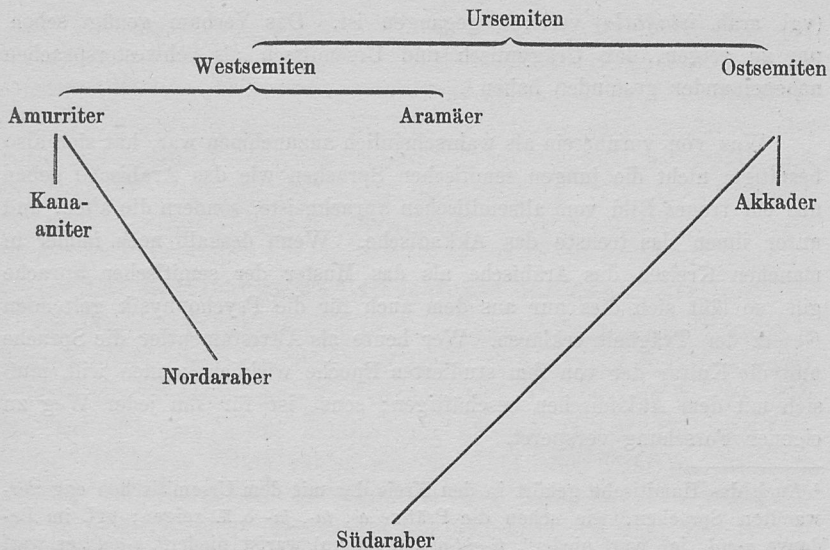 Ursemiten
Westsemiten
Ostsemiten
Amurriter
Aramäer
Kana-
aniter
Akkader
Nordaraber
Südaraber